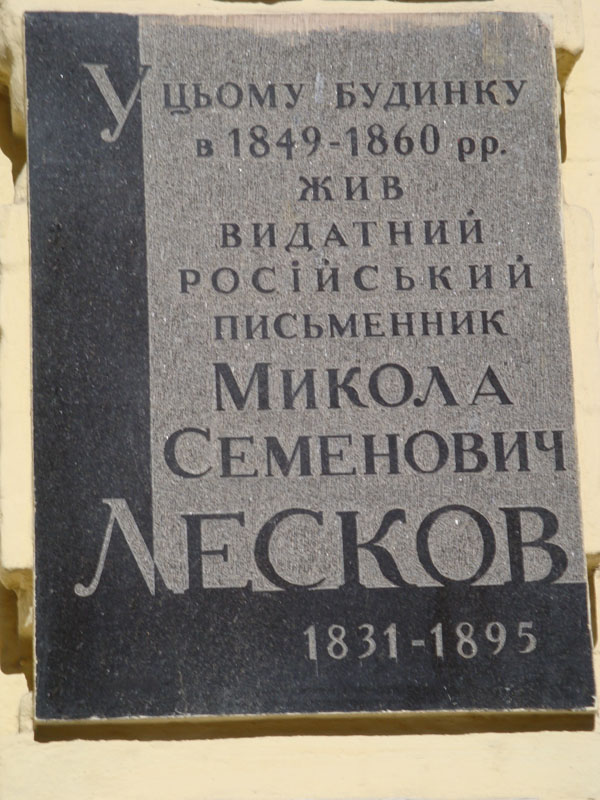 У цьому будинку
в 1849-1860 рр.
жив
видатний
російський
письменник
Микола
Семенович
Лесков
1831-1895